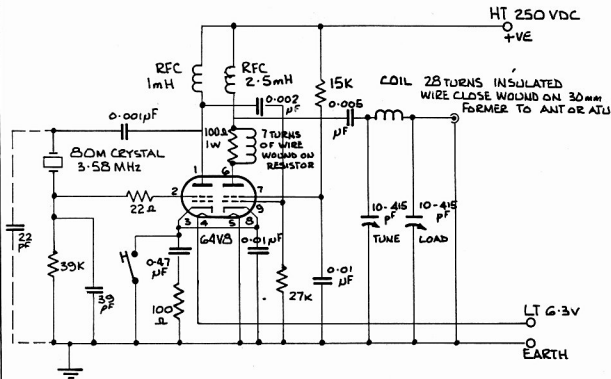 HT 250 VDC
+VE
RFC
1mH
RFC
2.5mH
0.002
µF
15K
0.005
µF
COIL 28 TURNS INSULATED
WIRE CLOSE WOUND ON 30mm
FORMER TO ANT OR ATU
0.001µF
100Ω
1W
7 TURNS
OF WIRE
WOUND ON
RESISTOR
80M CRYSTAL
3.58 MHz
1
6
2
7
9
22Ω
3
4
5
8
6AV8
10-415
pF
TUNE
10-415
pF
LOAD
22
pF
39K
39
pF
0.47
µF
0.01µF
100
Ω
27K
0.01
µF
LT 6.3V
EARTH